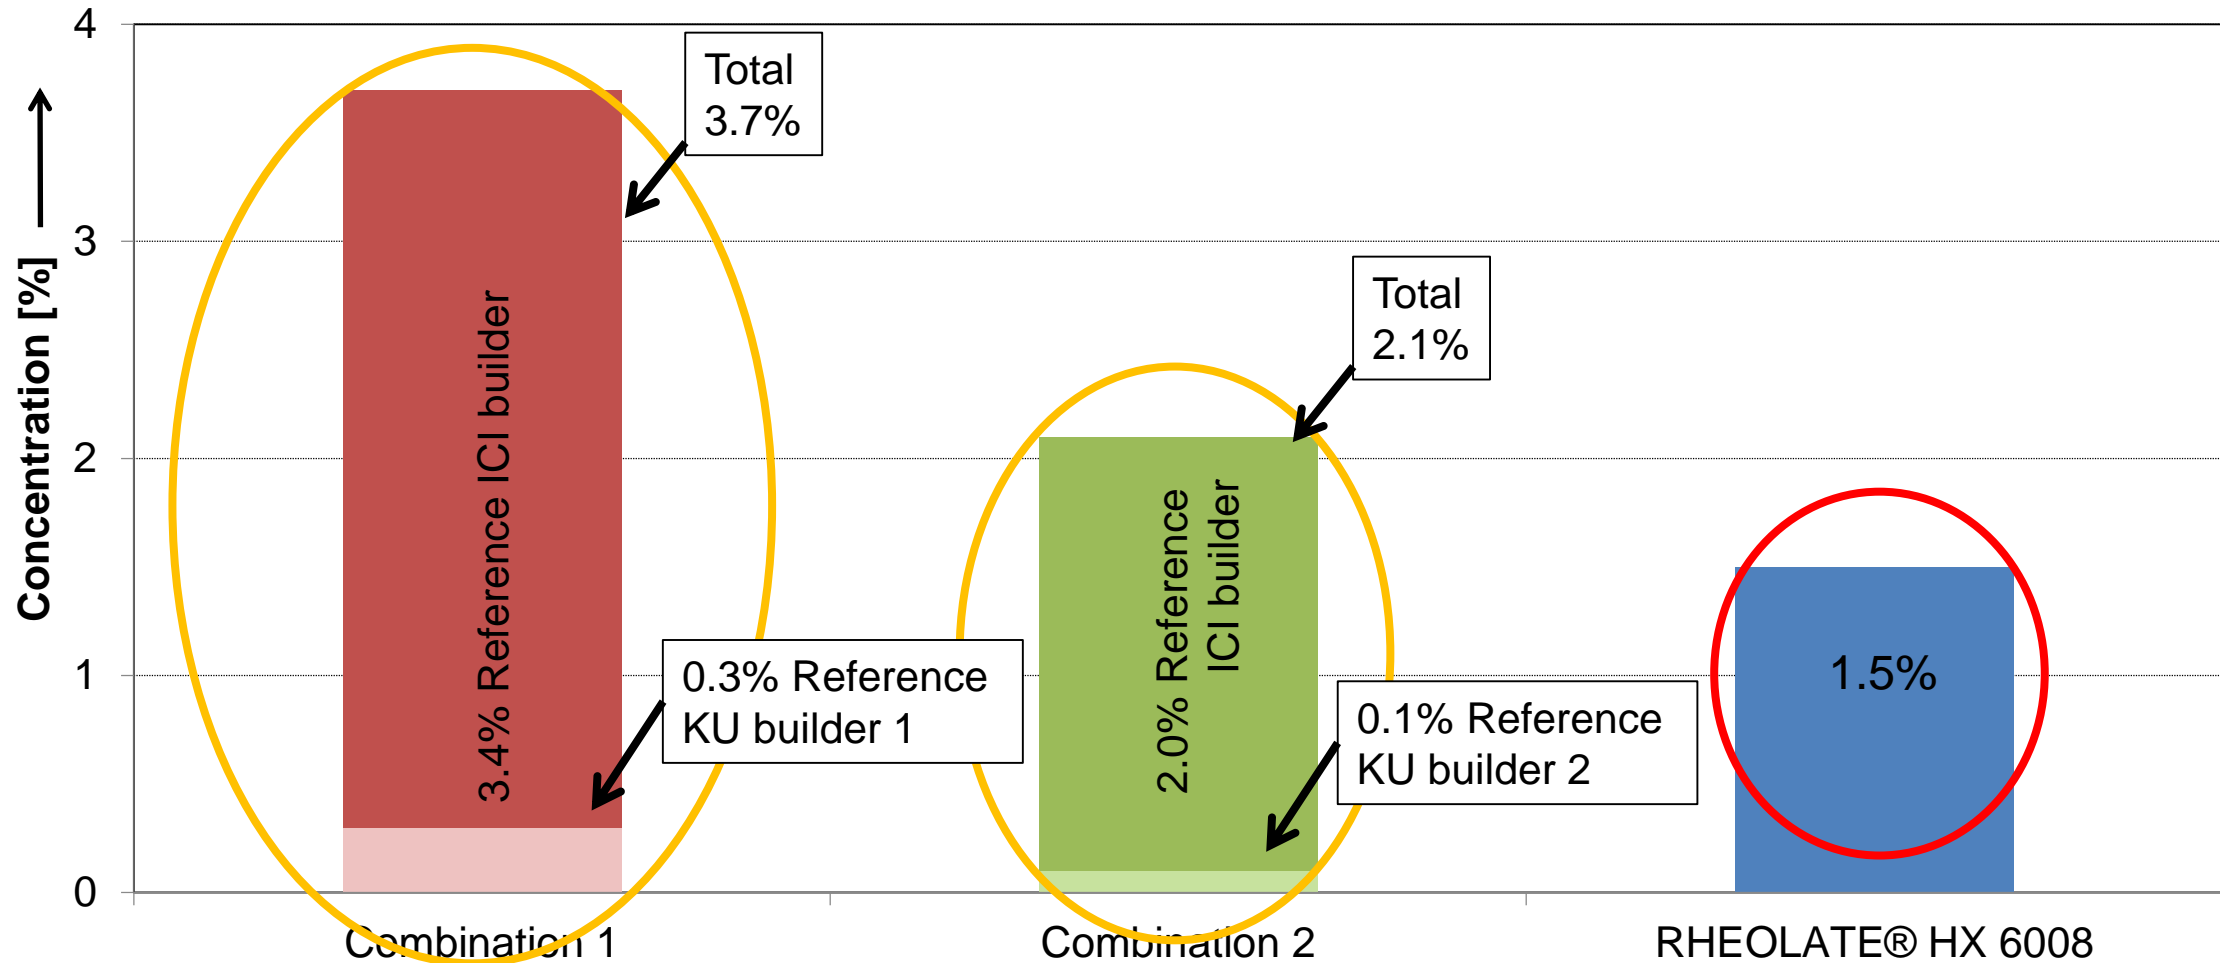 Concentration [%]
4
3
2
1
0
Total
3.7%
3.4% Reference ICI builder
0.3% Reference
KU builder 1
Total
2.1%
2.0% Reference
ICI builder
0.1% Reference
KU builder 2
1.5%
Combination 1
Combination 2
RHEOLATE® HX 6008